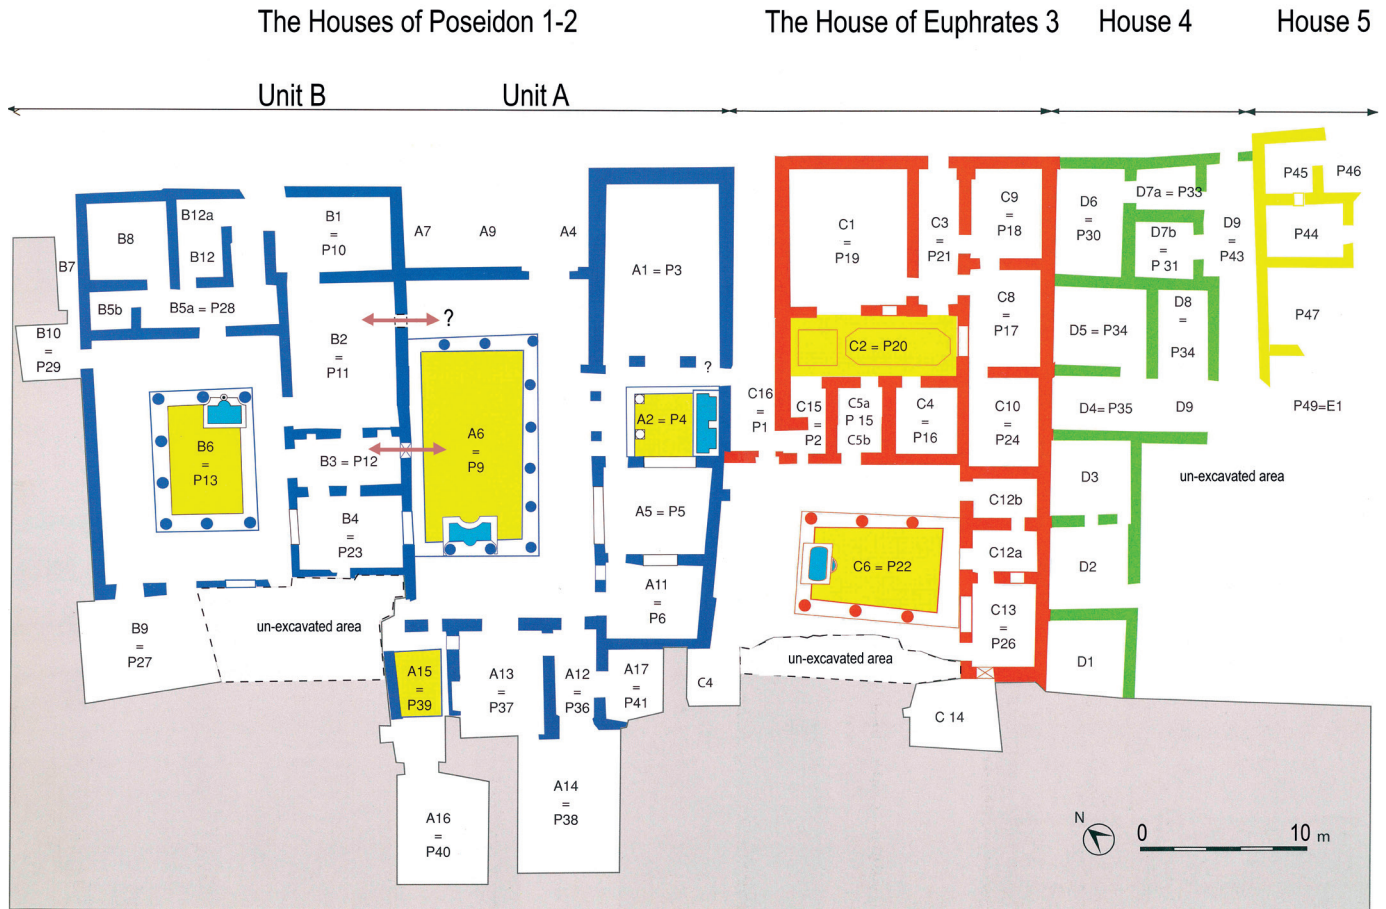 The Houses of Poseidon 1-2
The House of Euphrates 3
House 4
House 5
Unit B
Unit A
B8
B12a
B12
B1
=
P10
A7
A9
A4
B7
B5b
B5a = P28
B10
=
P29
B2
=
P11
?
A1 = P3
?
B6
=
P13
B3 = P12
B4
=
P23
A6
=
P9
A2 = P4
A5 = P5
A11
=
P6
B9
=
P27
un-excavated area
A15
=
P39
A13
=
P37
A12
=
P36
A17
=
P41
C4
A16
=
P40
A14
=
P38
C1
=
P19
C3
=
P21
C9
=
P18
C8
=
P17
C2 = P20
C16
=
P1
C15
=
P2
C5a
P 15
C5b
C4
=
P16
C10
=
P24
C12b
C12a
C6 = P22
C13
=
P26
un-excavated area
C 14
D6
=
P30
D7a = P33
D7b
=
P 31
D9
=
P43
D5 = P34
D8
=
P34
D4= P35
D9
D3
D2
D1
un-excavated area
P45
P46
P44
P47
P49=E1
N
0
10 m